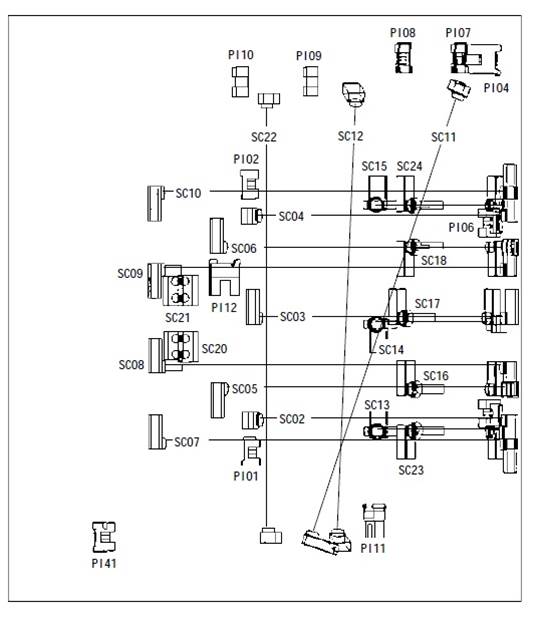 PI08 PI07
PI10 PI09
PI04
SC22 SC12 SC11
PI02 SC15 SC24
SC10
SC04
PI06
SC06
SC18
SC09
PI12
SC21 SC03 SC17
SC20 SC14
SC08
SC16
SC05
SC13
SC02
SC07
PI01 SC23
PI11
PI41